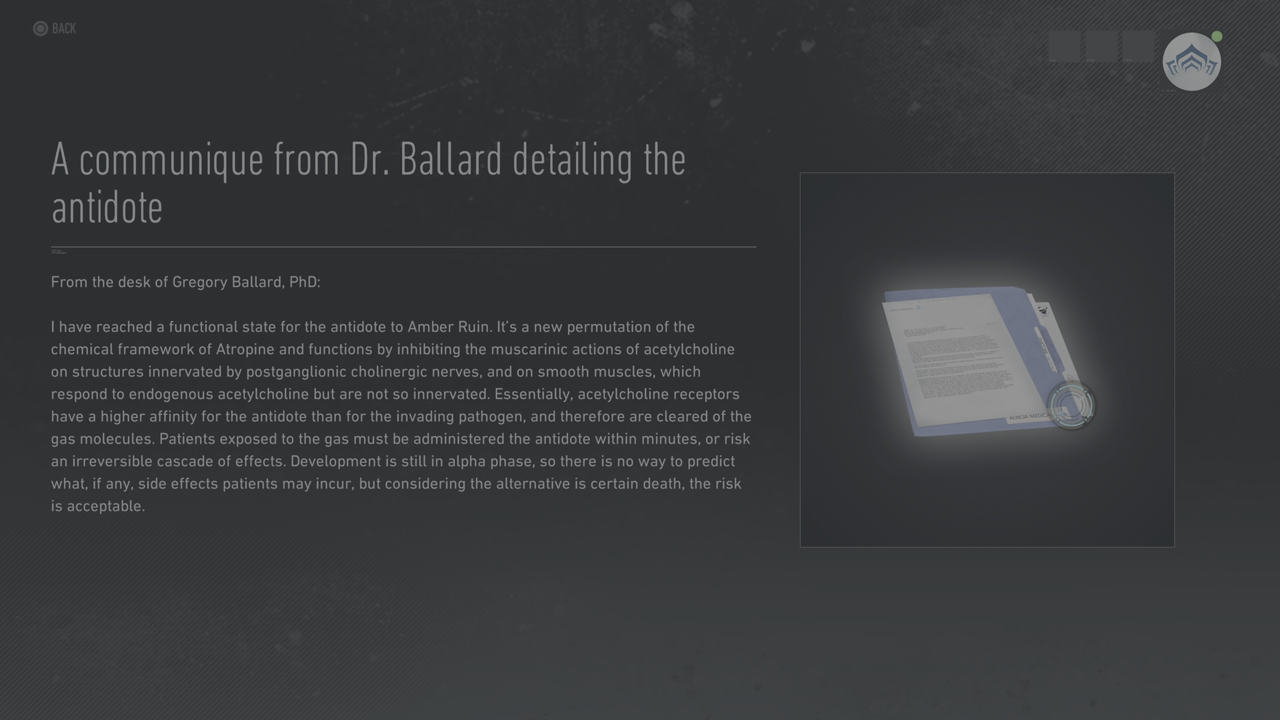 BACK
A communique from Dr. Ballard detailing the
antidote
From the desk of Gregory Ballard, PhD:
I have reached a functional state for the antidote to Amber Ruin. It's a new permutation of the
chemical framework of Atropine and functions by inhibiting the muscarinic actions of acetylcholine
on structures innervated by postganglionic cholinergic nerves, and on smooth muscles, which
respond to endogenous acetylcholine but are not so innervated. Essentially, acetylcholine receptors
have a higher affinity for the antidote than for the invading pathogen, and therefore are cleared of the
gas molecules. Patients exposed to the gas must be administered the antidote within minutes, or risk
an irreversible cascade of effects. Development is still in alpha phase, so there is no way to predict
what, if any, side effects patients may incur, but considering the alternative is certain death, the risk
is acceptable.